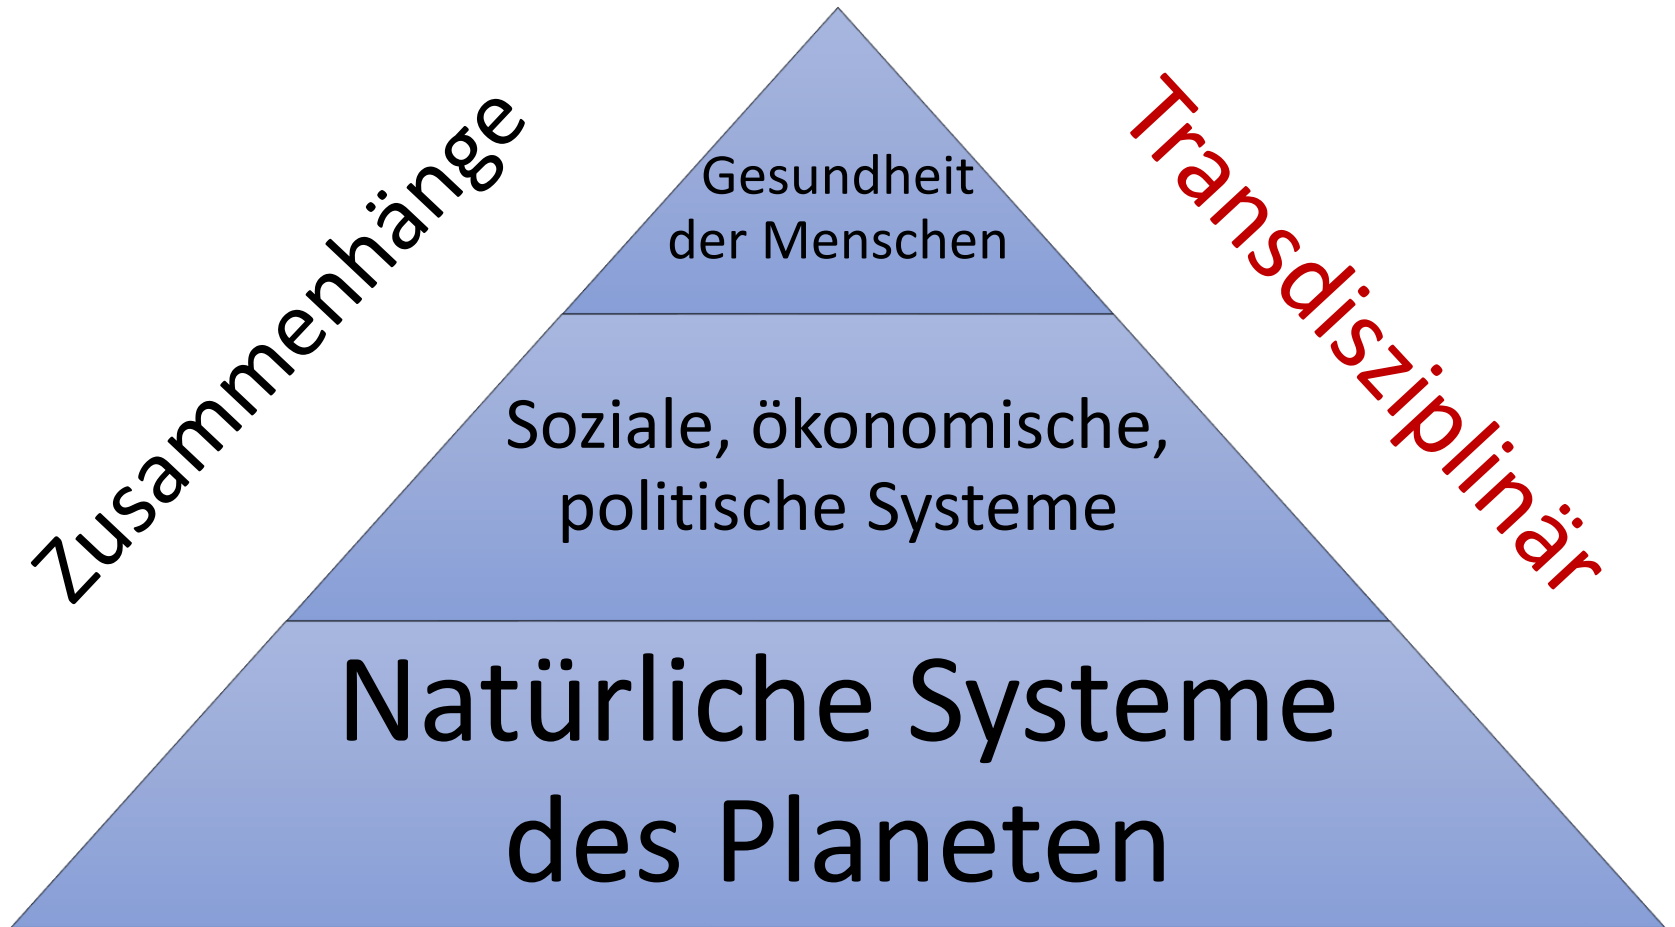 Zusammenhänge
Transdisziplinär
Gesundheit
der Menschen
Soziale, ökonomische,
politische Systeme
Natürliche Systeme
des Planeten